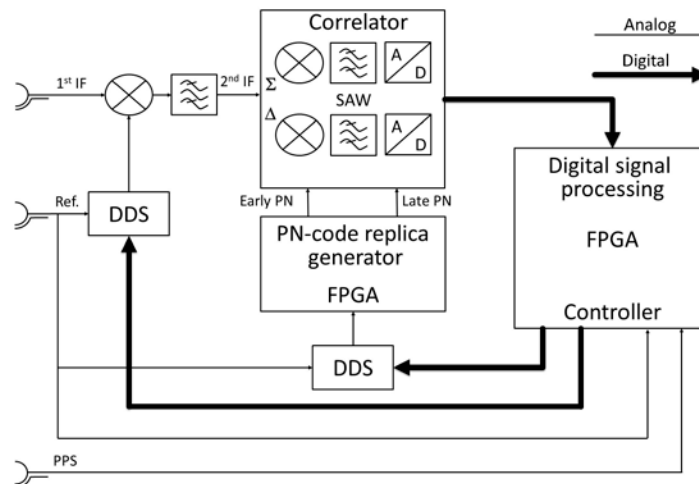 Correlator
Analog
Digital
1st IF
2nd IF
Σ
A
D
SAW
Δ
A
D
Digital signal
processing
FPGA
Controller
Ref.
DDS
Early PN
Late PN
PN-code replica
generator
FPGA
DDS
PPS